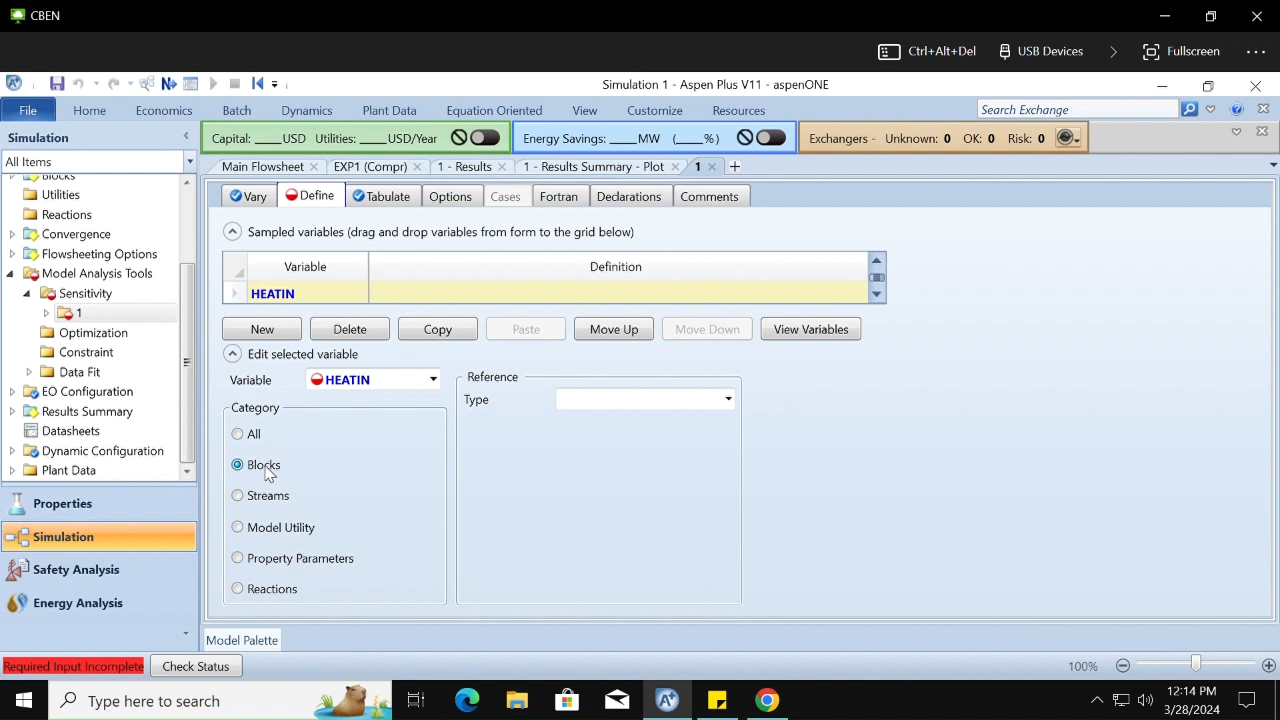 CBEN
Ctrl+Alt+Del USB Devices Fullscreen
Simulation 1 - Aspen Plus V11 - aspenONE
File Home Economics Batch Dynamics Plant Data Equation Oriented View Customize Resources Search Exchange
Simulation
Capital: ____USD Utilities: ____USD/Year Energy Savings: ____MW (____%) Exchangers - Unknown: 0 OK: 0 Risk: 0
All Items
Main Flowsheet EXP1 (Compr) 1 - Results 1 - Results Summary - Plot 1
Blocks
Utilities
Reactions
Convergence
Flowsheeting Options
Model Analysis Tools
Sensitivity
1
Optimization
Constraint
Data Fit
EO Configuration
Results Summary
Datasheets
Dynamic Configuration
Plant Data
Properties
Simulation
Safety Analysis
Energy Analysis
Vary Define Tabulate Options Cases Fortran Declarations Comments
Sampled variables (drag and drop variables from form to the grid below)
Variable Definition
HEATIN
New Delete Copy Paste Move Up Move Down View Variables
Edit selected variable
Variable HEATIN
Category
All
Blocks
Streams
Model Utility
Property Parameters
Reactions
Reference
Type
Model Palette
Required Input Incomplete Check Status 100%
Type here to search
12:14 PM
3/28/2024